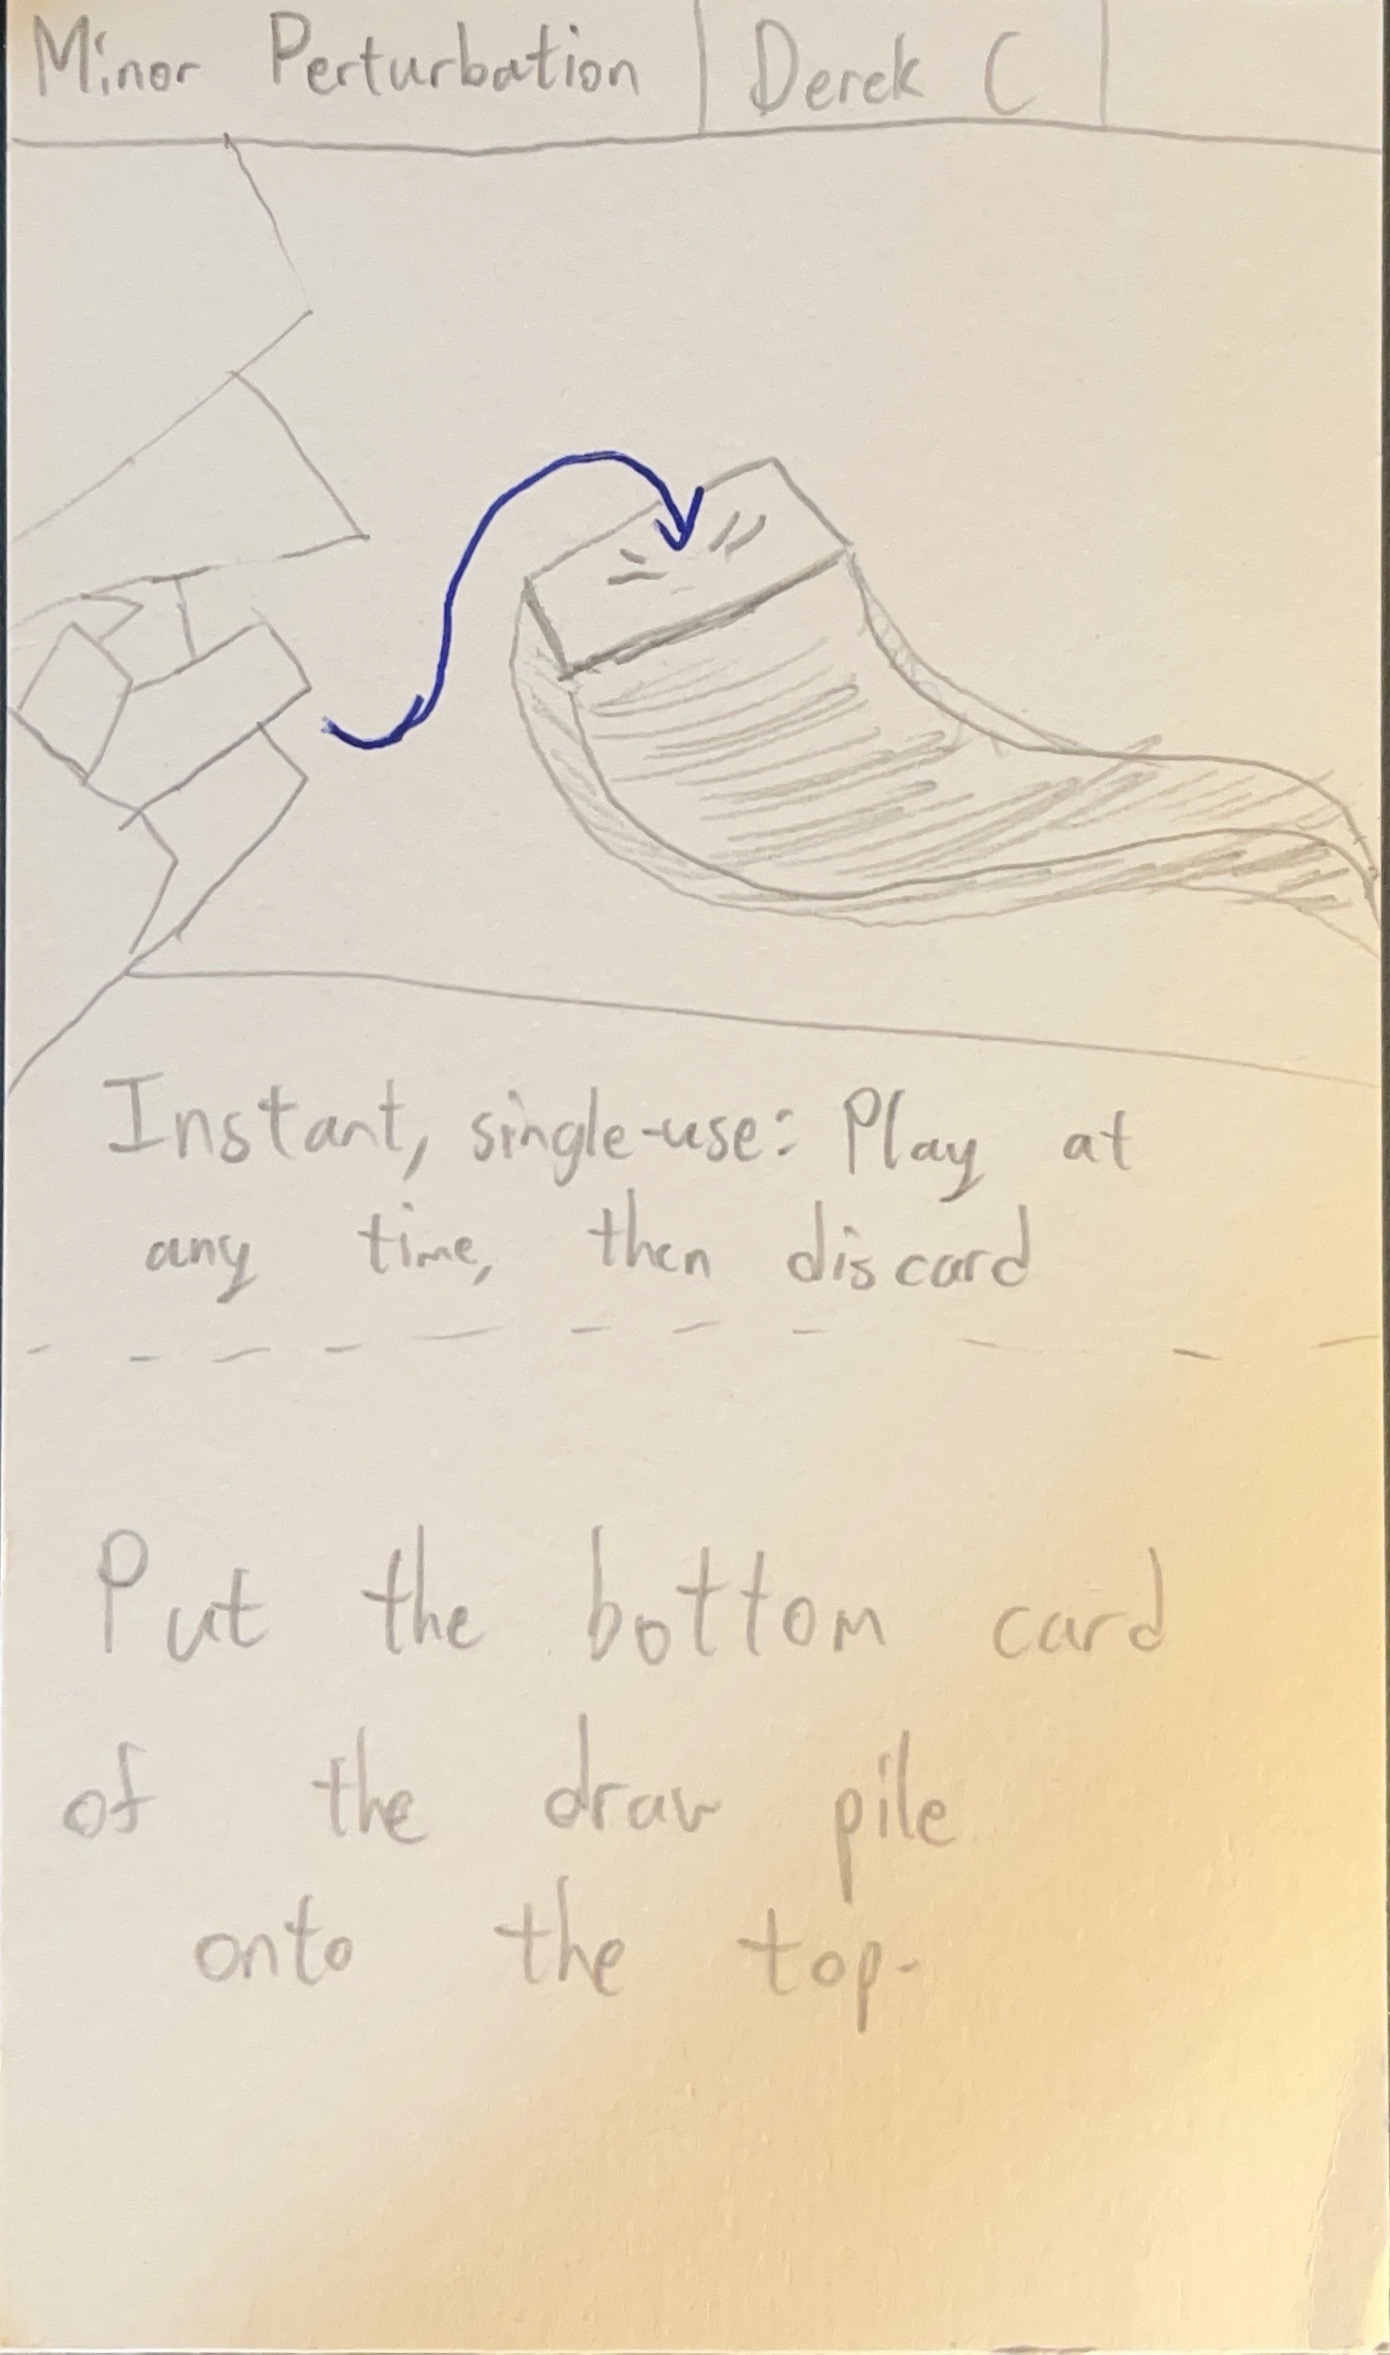 Minor Perturbation Derek C
Instant, single-use: Play at
any time, then discard
Put the bottom card
of the draw pile
onto the top.